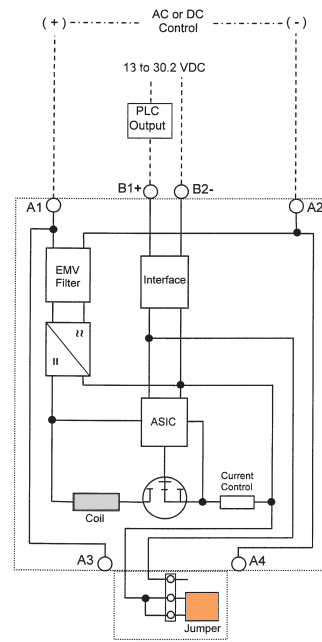 AC or DC
Control
(+)
(-)
13 to 30.2 VDC
PLC
Output
B1+
B2-
A1
A2
EMV
Filter
Interface
ASIC
Current
Control
Coil
A3
A4
Jumper